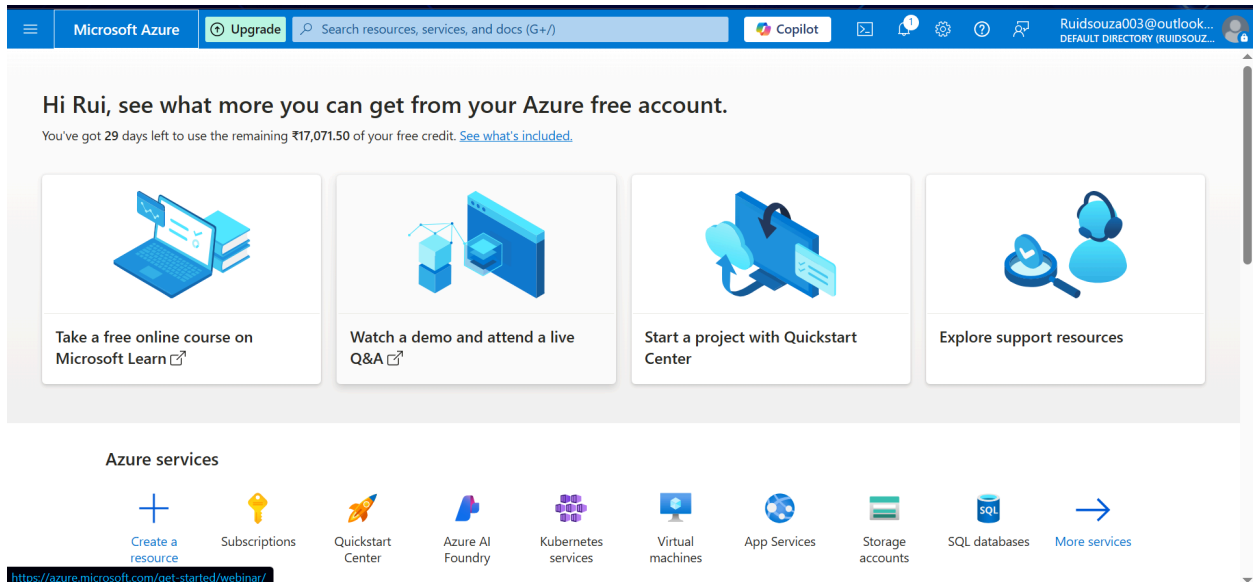 Microsoft Azure
Upgrade
Search resources, services, and docs (G+/)
Copilot
1
Ruidsouza003@outlook...
DEFAULT DIRECTORY (RUIDSOUZ...
Hi Rui, see what more you can get from your Azure free account.
You've got 29 days left to use the remaining ₹17,071.50 of your free credit. See what's included.
Take a free online course on
Microsoft Learn
Watch a demo and attend a live
Q&A
Start a project with Quickstart
Center
Explore support resources
Azure services
Create a
resource
Subscriptions
Quickstart
Center
Azure AI
Foundry
Kubernetes
services
Virtual
machines
App Services
Storage
accounts
SQL
SQL databases
More services
https://azure.microsoft.com/get-started/webinar/